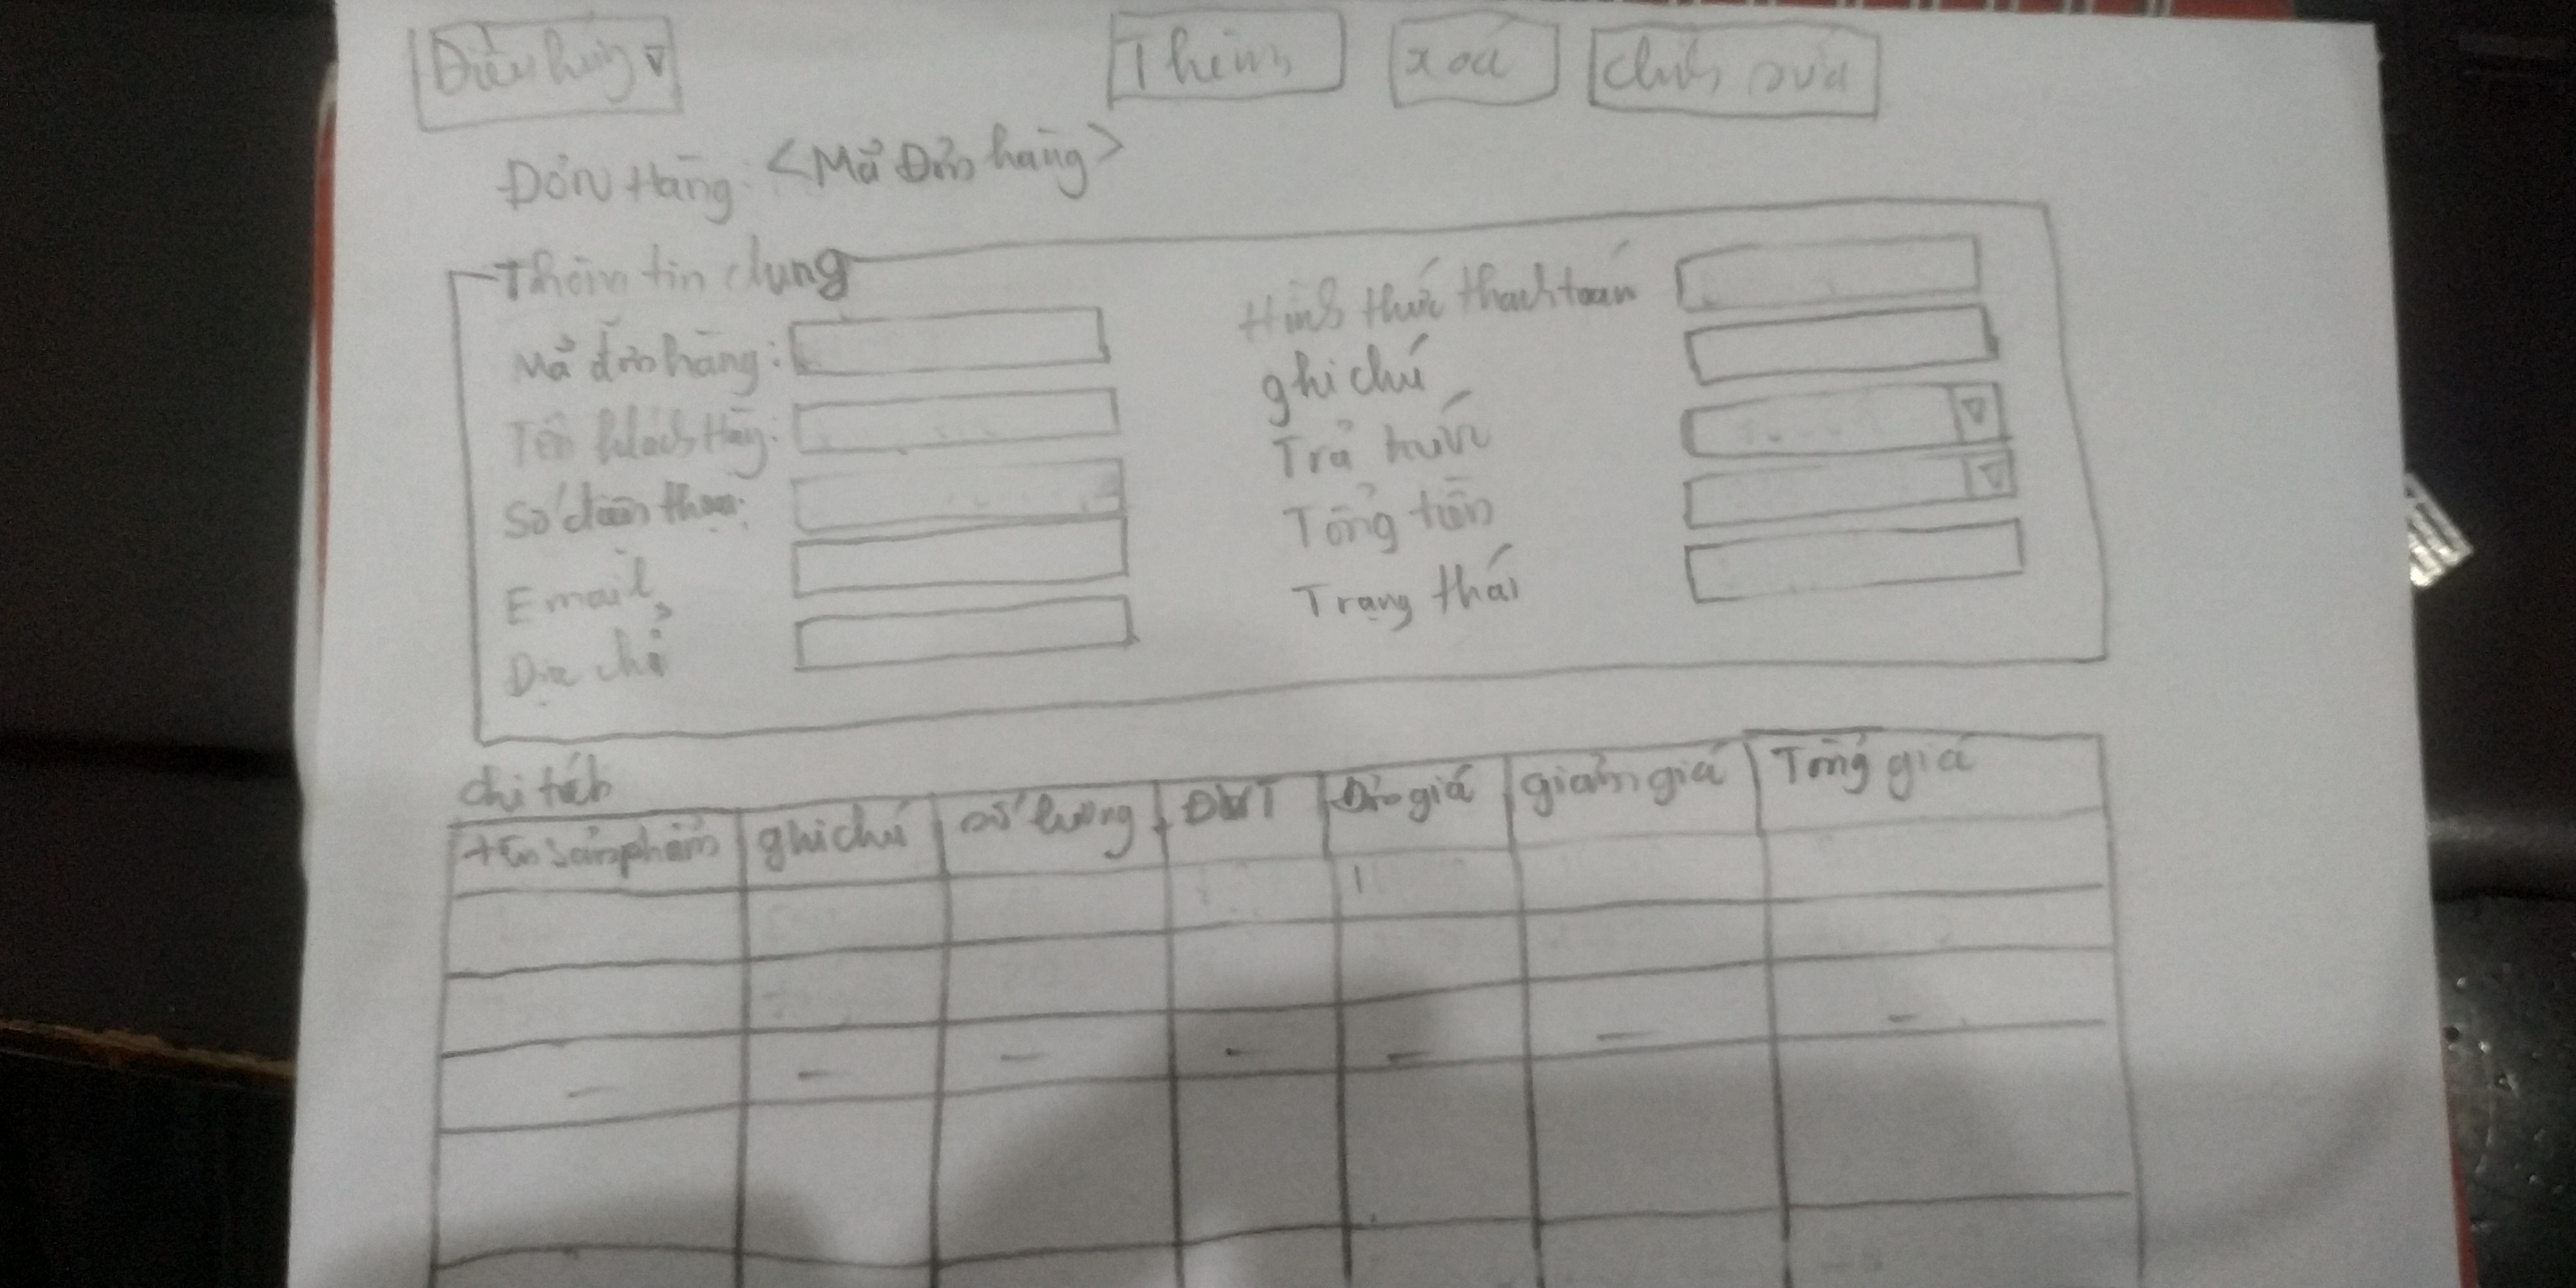 Điều hướng Thêm xoá chỉnh sửa
Đơn Hàng: <Mã Đơn hàng>
Thông tin chung
Mã đơn hàng: Hình thức thanh toán
Tên khách Hàng: ghi chú
Số điện thoại: Trả trước
Email Tổng tiền
Địa chỉ Trạng thái
chi tiết
tên sản phẩm ghi chú số lượng ĐVT Đơn giá giảm giá Tổng giá